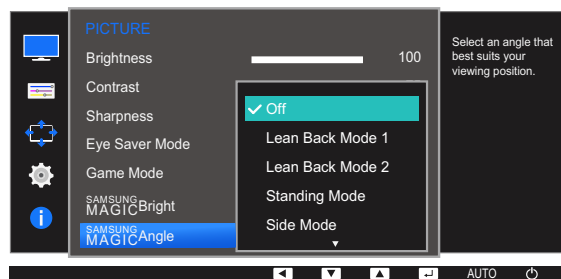 PICTURE
Brightness 100
Contrast
Sharpness
Eye Saver Mode
Game Mode
SAMSUNG
MAGICBright
SAMSUNG
MAGICAngle
Off
Lean Back Mode 1
Lean Back Mode 2
Standing Mode
Side Mode
Select an angle that
best suits your
viewing position.
AUTO